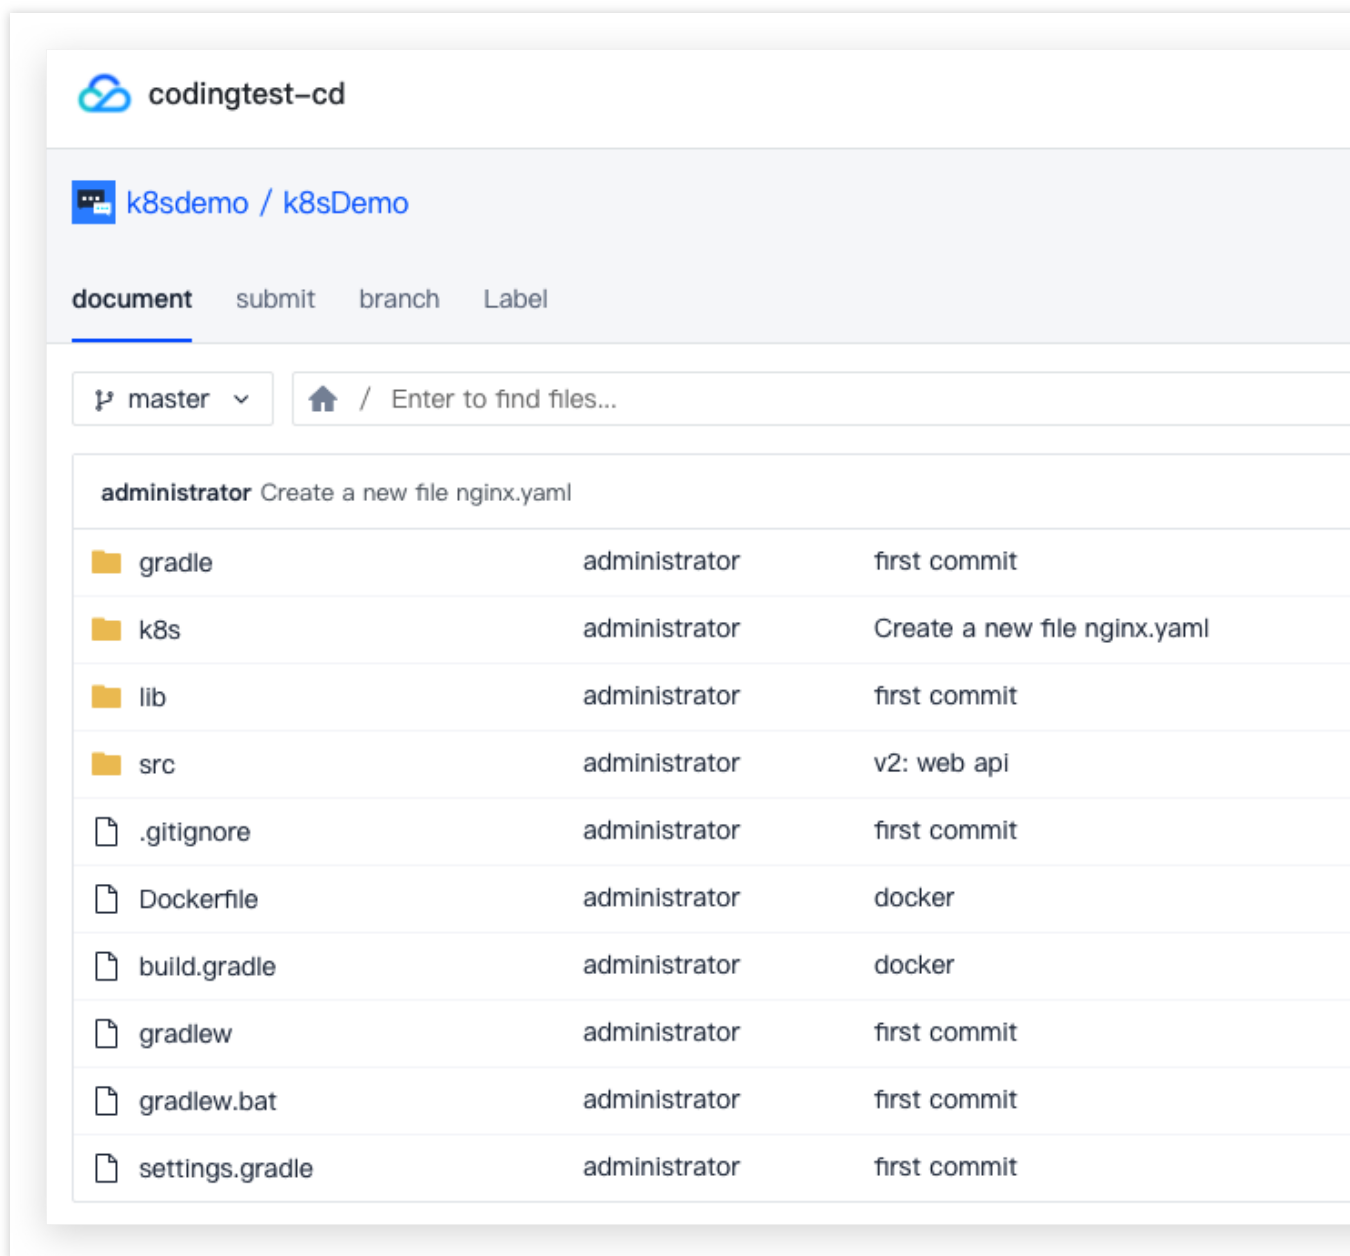 codingtest-cd
k8sdemo / k8sDemo
document submit branch Label
master / Enter to find files...
administrator Create a new file nginx.yaml
gradle administrator first commit
k8s administrator Create a new file nginx.yaml
lib administrator first commit
src administrator v2: web api
.gitignore administrator first commit
Dockerfile administrator docker
build.gradle administrator docker
gradlew administrator first commit
gradlew.bat administrator first commit
settings.gradle administrator first commit